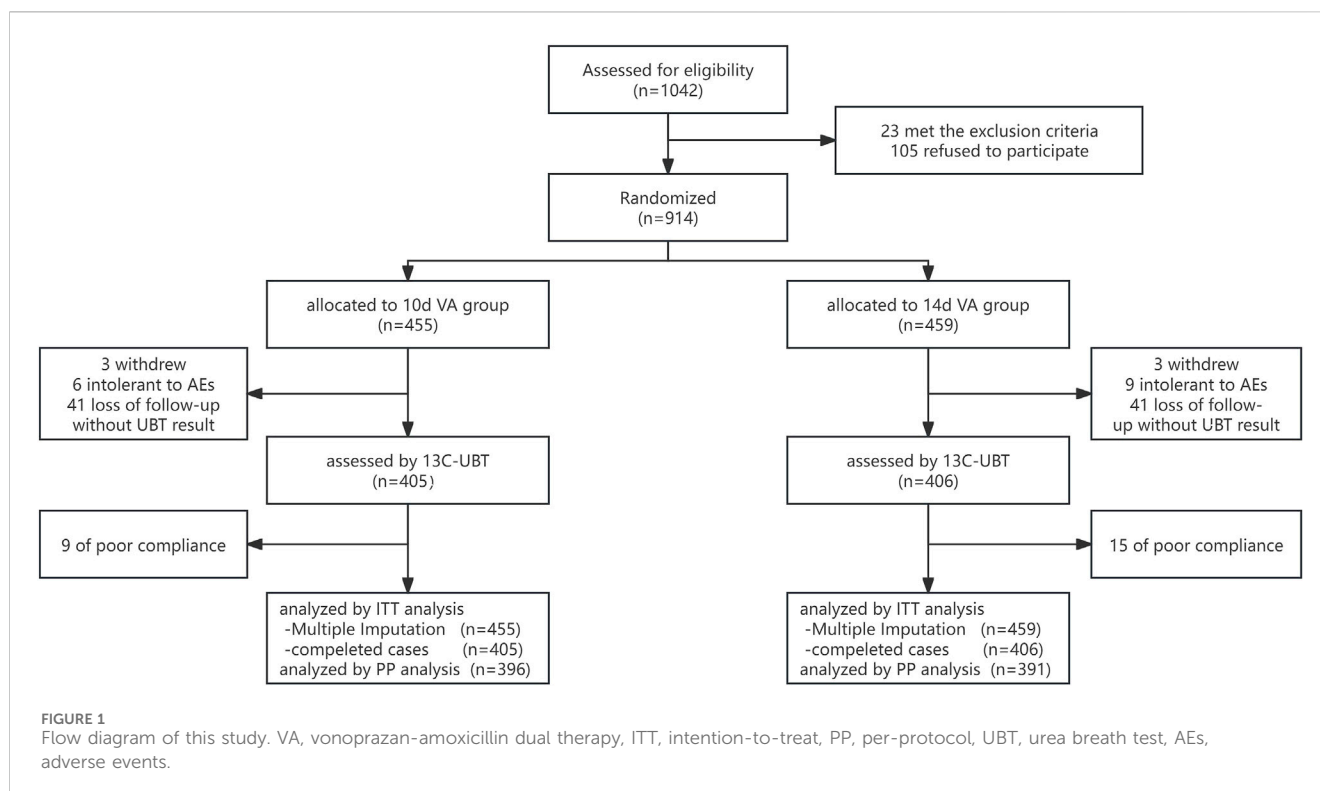 Assessed for eligibility
(n=1042)
23 met the exclusion criteria
105 refused to participate
Randomized
(n=914)
allocated to 10d VA group
(n=455)
allocated to 14d VA group
(n=459)
3 withdrew
6 intolerant to AEs
41 loss of follow-up
without UBT result
3 withdrew
9 intolerant to AEs
41 loss of follow-
up without UBT result
assessed by 13C-UBT
(n=405)
assessed by 13C-UBT
(n=406)
9 of poor compliance
15 of poor compliance
analyzed by ITT analysis
-Multiple Imputation (n=455)
-compeleted cases (n=405)
analyzed by PP analysis (n=396)
analyzed by ITT analysis
-Multiple Imputation (n=459)
-compeleted cases (n=406)
analyzed by PP analysis (n=391)
FIGURE 1
Flow diagram of this study. VA, vonoprazan-amoxicillin dual therapy, ITT, intention-to-treat, PP, per-protocol, UBT, urea breath test, AEs,
adverse events.